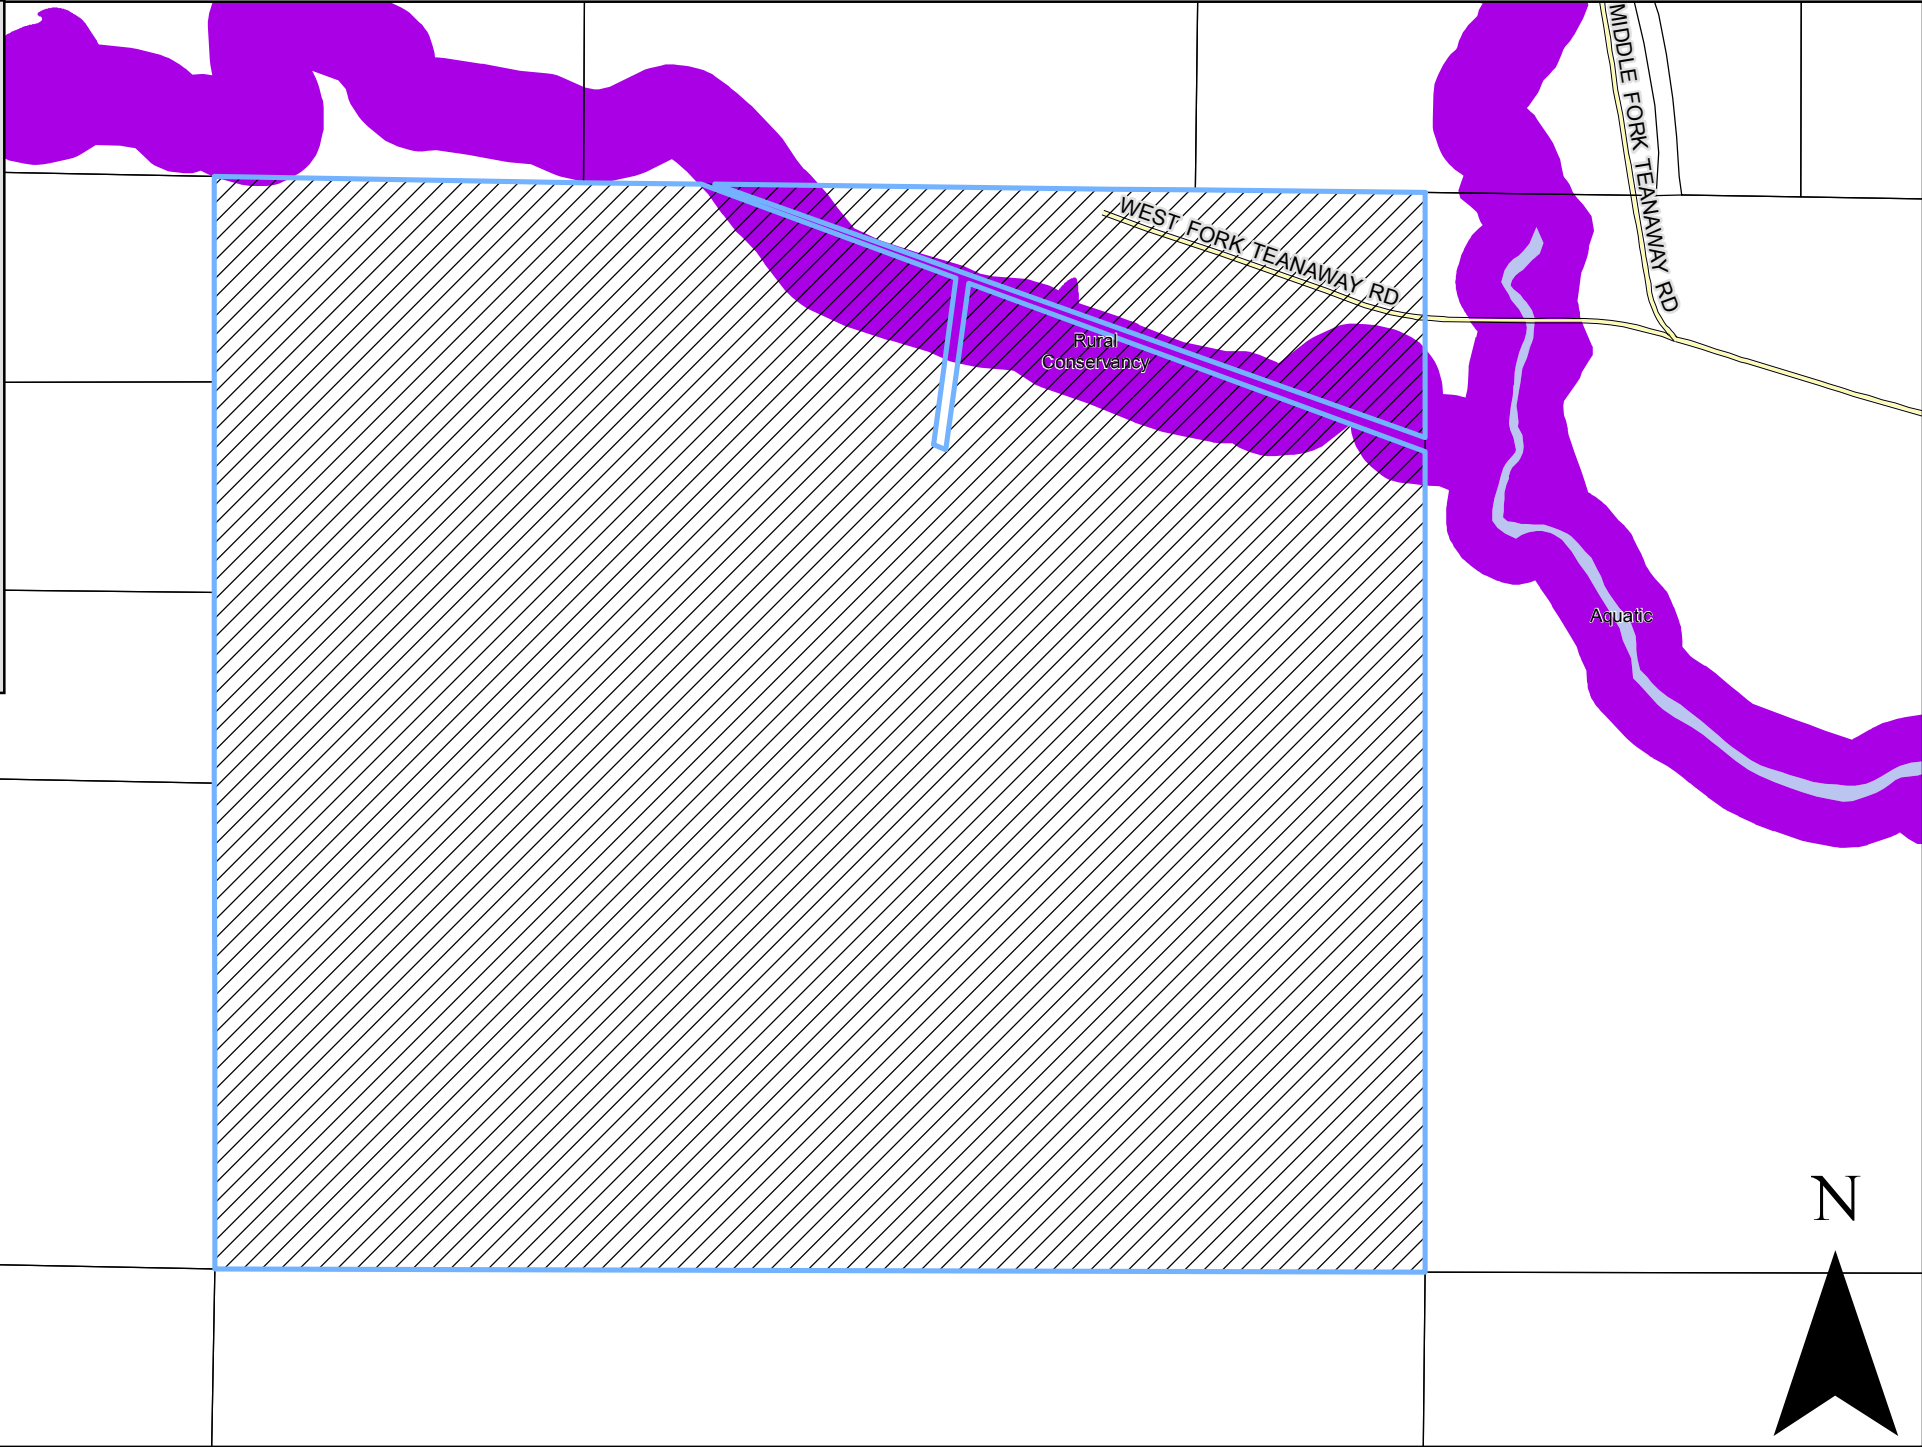 MIDDLE FORK TEANAWAY RD
WEST FORK TEANAWAY RD
Rural
Conservancy
Aquatic
N